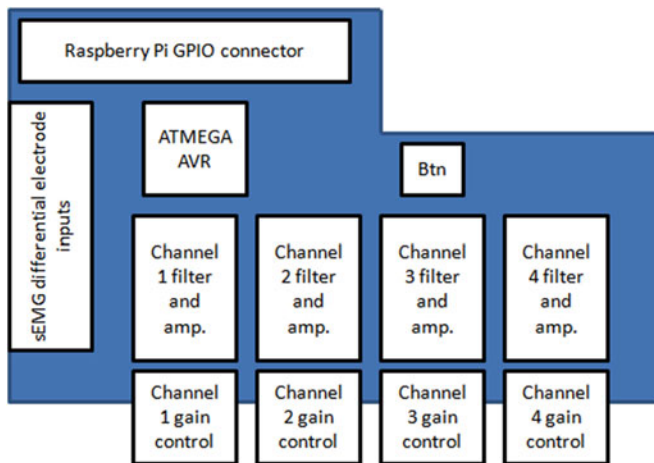 Raspberry Pi GPIO connector
sEMG differential electrode
inputs
ATMEGA
AVR
Btn
Channel
1 filter
and
amp.
Channel
2 filter
and
amp.
Channel
3 filter
and
amp.
Channel
4 filter
and
amp.
Channel
1 gain
control
Channel
2 gain
control
Channel
3 gain
control
Channel
4 gain
control